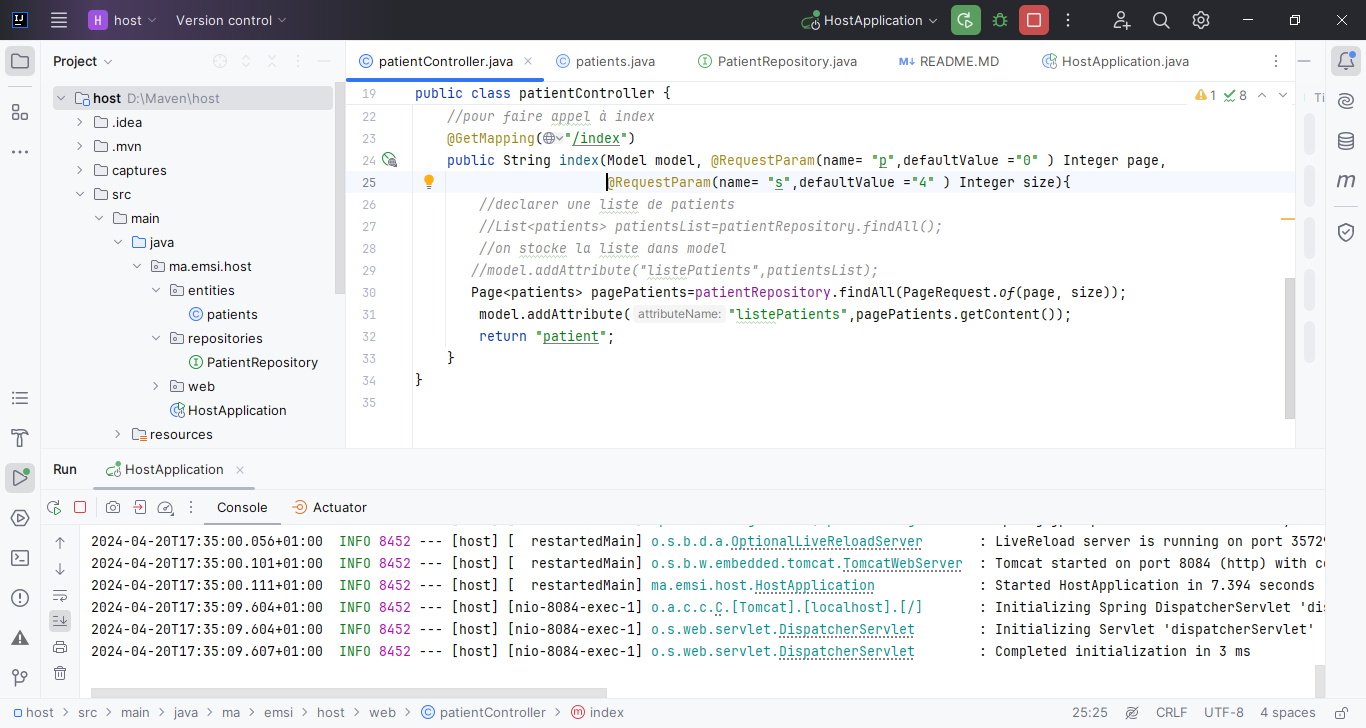 H host Version control HostApplication
Project
patientController.java patients.java PatientRepository.java README.MD HostApplication.java
host D:\Maven\host
.idea
.mvn
captures
src
main
java
ma.emsi.host
entities
patients
repositories
PatientRepository
web
HostApplication
resources
1 8
Ti
19 public class patientController {
22 //pour faire appel à index
23 @GetMapping("/index")
24 public String index(Model model, @RequestParam(name= "p",defaultValue ="0" ) Integer page,
25 @RequestParam(name= "s",defaultValue ="4" ) Integer size){
26 //declarer une liste de patients
27 //List<patients> patientsList=patientRepository.findAll();
28 //on stocke la liste dans model
29 //model.addAttribute("listePatients",patientsList);
30 Page<patients> pagePatients=patientRepository.findAll(PageRequest.of(page, size));
31 model.addAttribute( attributeName: "listePatients",pagePatients.getContent());
32 return "patient";
33 }
34 }
35
Run HostApplication
Console Actuator
2024-04-20T17:35:00.056+01:00 INFO 8452 --- [host] [ restartedMain] o.s.b.d.a.OptionalLiveReloadServer : LiveReload server is running on port 35729
2024-04-20T17:35:00.101+01:00 INFO 8452 --- [host] [ restartedMain] o.s.b.w.embedded.tomcat.TomcatWebServer : Tomcat started on port 8084 (http) with co
2024-04-20T17:35:00.111+01:00 INFO 8452 --- [host] [ restartedMain] ma.emsi.host.HostApplication : Started HostApplication in 7.394 seconds
2024-04-20T17:35:09.604+01:00 INFO 8452 --- [host] [nio-8084-exec-1] o.a.c.c.C.[Tomcat].[localhost].[/] : Initializing Spring DispatcherServlet 'dis
2024-04-20T17:35:09.604+01:00 INFO 8452 --- [host] [nio-8084-exec-1] o.s.web.servlet.DispatcherServlet : Initializing Servlet 'dispatcherServlet'
2024-04-20T17:35:09.607+01:00 INFO 8452 --- [host] [nio-8084-exec-1] o.s.web.servlet.DispatcherServlet : Completed initialization in 3 ms
host > src > main > java > ma > emsi > host > web > patientController > index 25:25 CRLF UTF-8 4 spaces